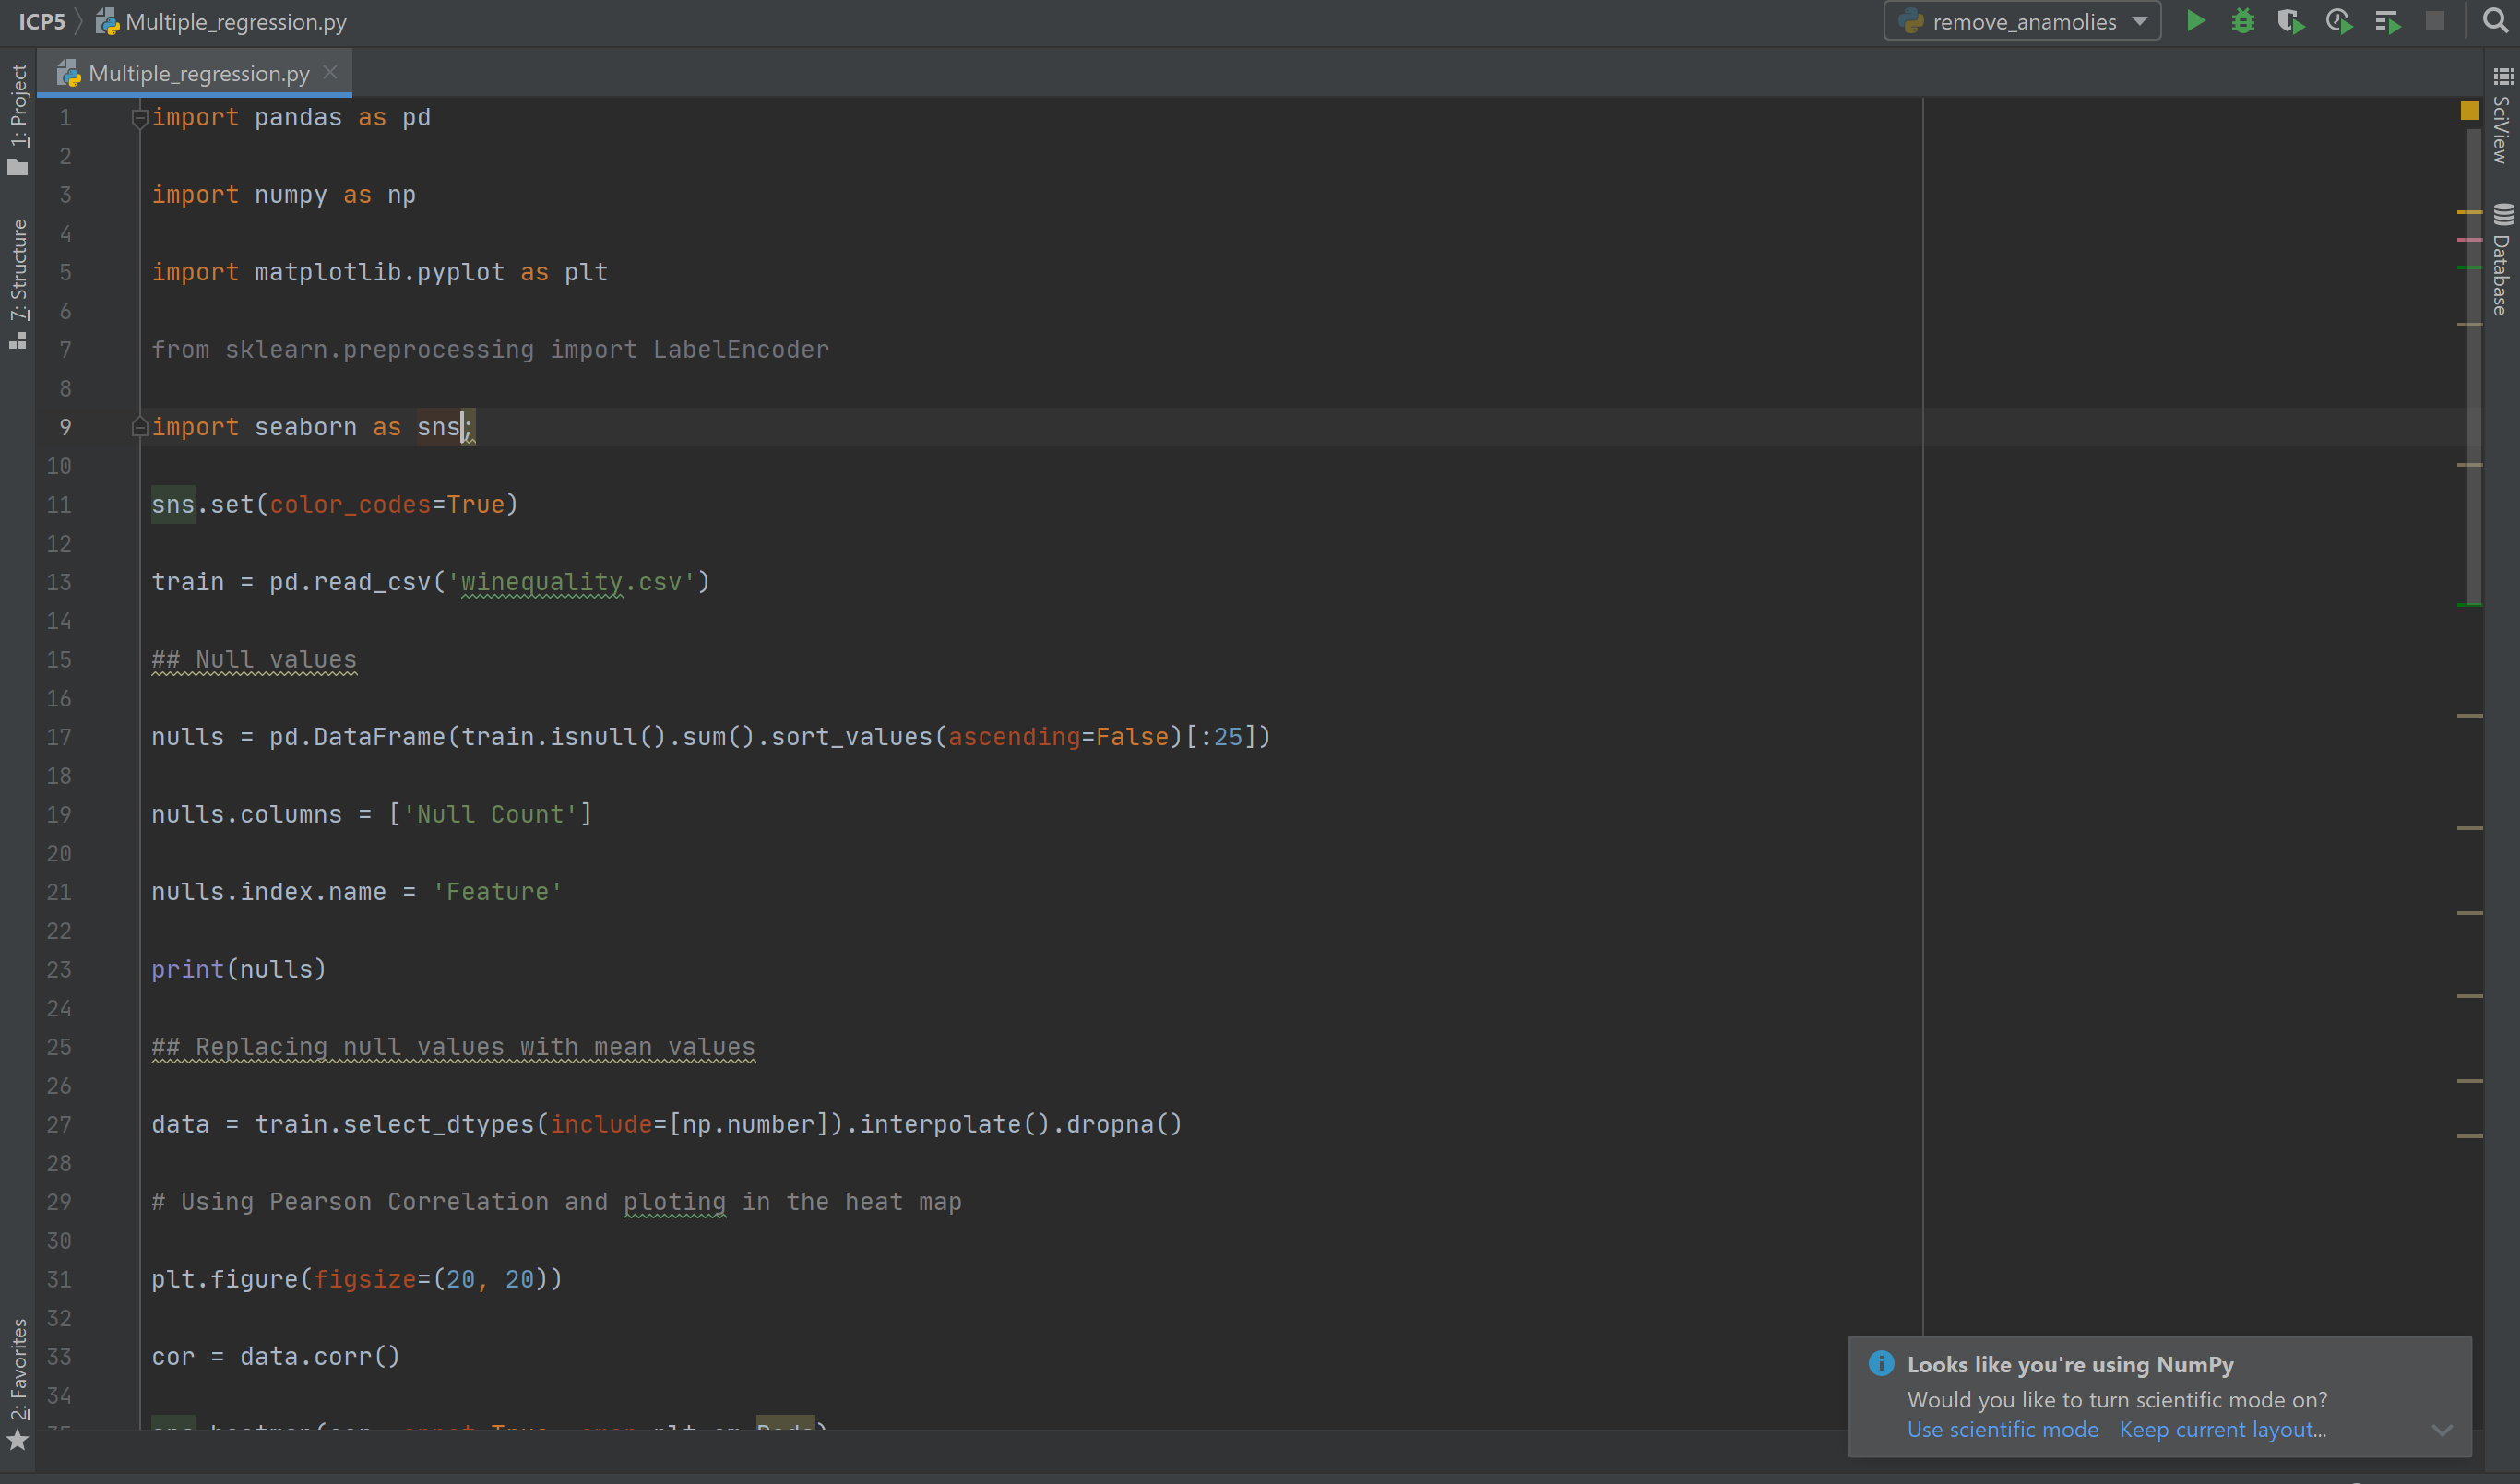 ICP5 Multiple_regression.py remove_anamolies
Multiple_regression.py
1: Project
7: Structure
2: Favorites
SciView
Database
1 import pandas as pd
2
3 import numpy as np
4
5 import matplotlib.pyplot as plt
6
7 from sklearn.preprocessing import LabelEncoder
8
9 import seaborn as sns;
10
11 sns.set(color_codes=True)
12
13 train = pd.read_csv('winequality.csv')
14
15 ## Null values
16
17 nulls = pd.DataFrame(train.isnull().sum().sort_values(ascending=False)[:25])
18
19 nulls.columns = ['Null Count']
20
21 nulls.index.name = 'Feature'
22
23 print(nulls)
24
25 ## Replacing null values with mean values
26
27 data = train.select_dtypes(include=[np.number]).interpolate().dropna()
28
29 # Using Pearson Correlation and ploting in the heat map
30
31 plt.figure(figsize=(20, 20))
32
33 cor = data.corr()
34
Looks like you're using NumPy
Would you like to turn scientific mode on?
Use scientific mode Keep current layout...